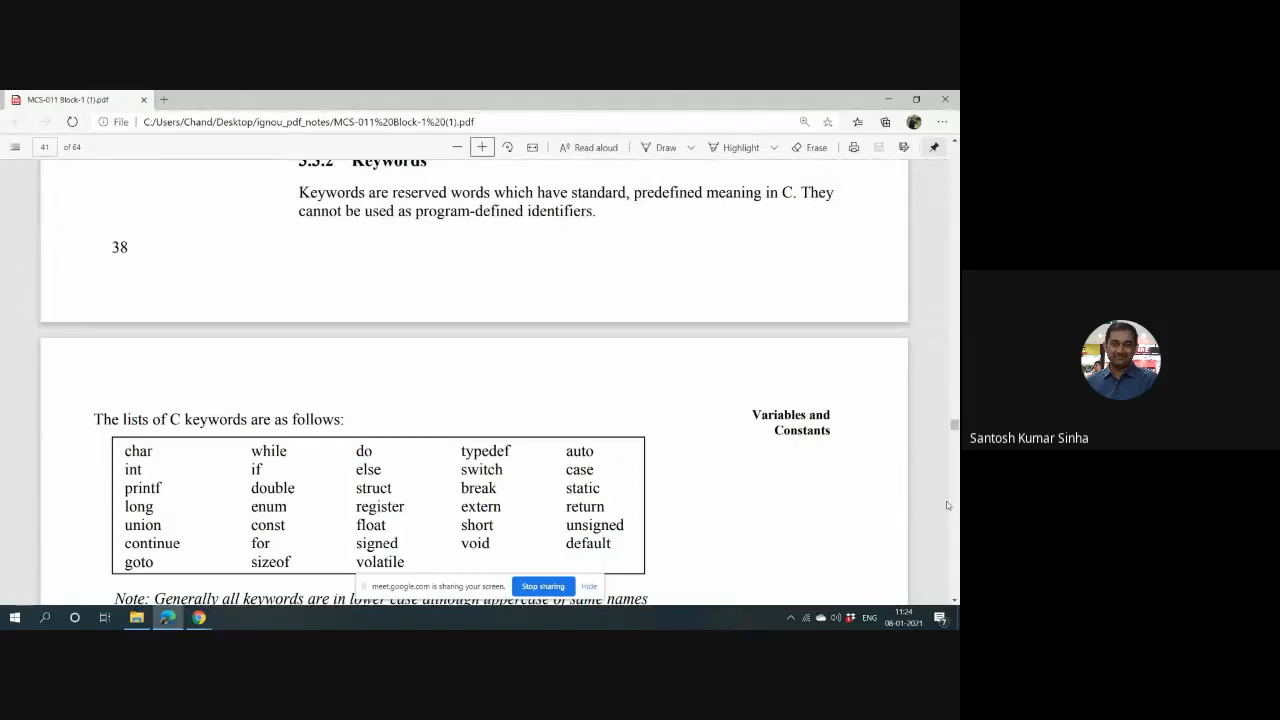 MCS-011 Block-1 (1).pdf
File C:/Users/Chand/Desktop/ignou_pdf_notes/MCS-011%20Block-1%20(1).pdf
41 of 64 Read aloud Draw Highlight Erase
3.3.2 Keywords
Keywords are reserved words which have standard, predefined meaning in C. They
cannot be used as program-defined identifiers.
38
The lists of C keywords are as follows:
Variables and
Constants
char while do typedef auto
int if else switch case
printf double struct break static
long enum register extern return
union const float short unsigned
continue for signed void default
goto sizeof volatile
meet.google.com is sharing your screen. Stop sharing Hide
Note: Generally all keywords are in lower case although uppercase of same names
ENG
11:24
08-01-2021
Santosh Kumar Sinha